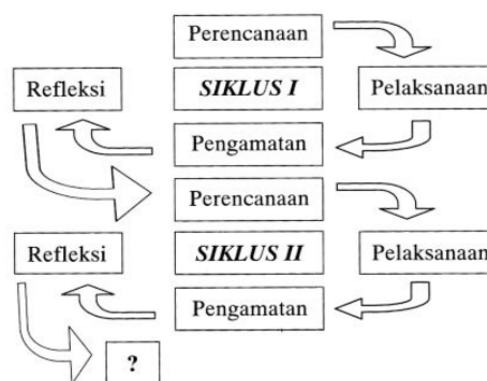 Perencanaan
Refleksi
SIKLUS I
Pelaksanaan
Pengamatan
Perencanaan
Refleksi
SIKLUS II
Pelaksanaan
Pengamatan
?